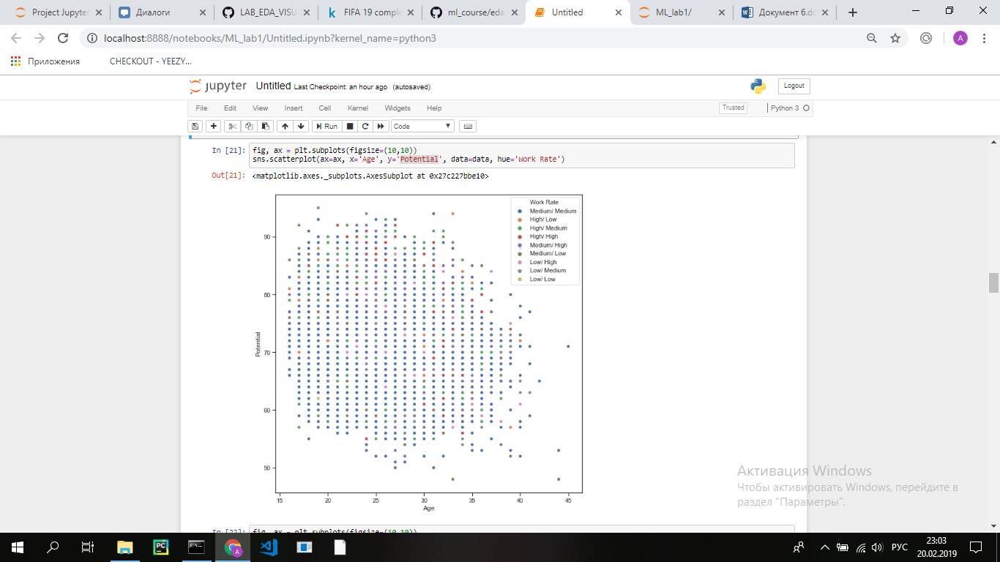 Project Jupyter
Диалоги
LAB_EDA_VISU
FIFA 19 comple
ml_course/eda
Untitled
ML_lab1/
Документ 6.do
localhost:8888/notebooks/ML_lab1/Untitled.ipynb?kernel_name=python3
A
Приложения
CHECKOUT - YEEZY...
jupyter Untitled Last Checkpoint: an hour ago (autosaved)
Logout
File Edit View Insert Cell Kernel Widgets Help
Trusted
Python 3
Run
Code
In [21]: fig, ax = plt.subplots(figsize=(10,10))
sns.scatterplot(ax=ax, x='Age', y='Potential', data=data, hue='Work Rate')
Out[21]: <matplotlib.axes._subplots.AxesSubplot at 0x27c227bbe10>
Work Rate
Medium/ Medium
High/ Low
High/ Medium
High/ High
Medium/ High
Medium/ Low
Low/ High
Low/ Medium
Low/ Low
90
80
70
60
50
Potential
15 20 25 30 35 40 45
Age
Активация Windows
Чтобы активировать Windows, перейдите в
раздел "Параметры".
In [22]: fig, ax = plt.subplots(figsize=(10,10))
PC
A
РУС
23:03
20.02.2019